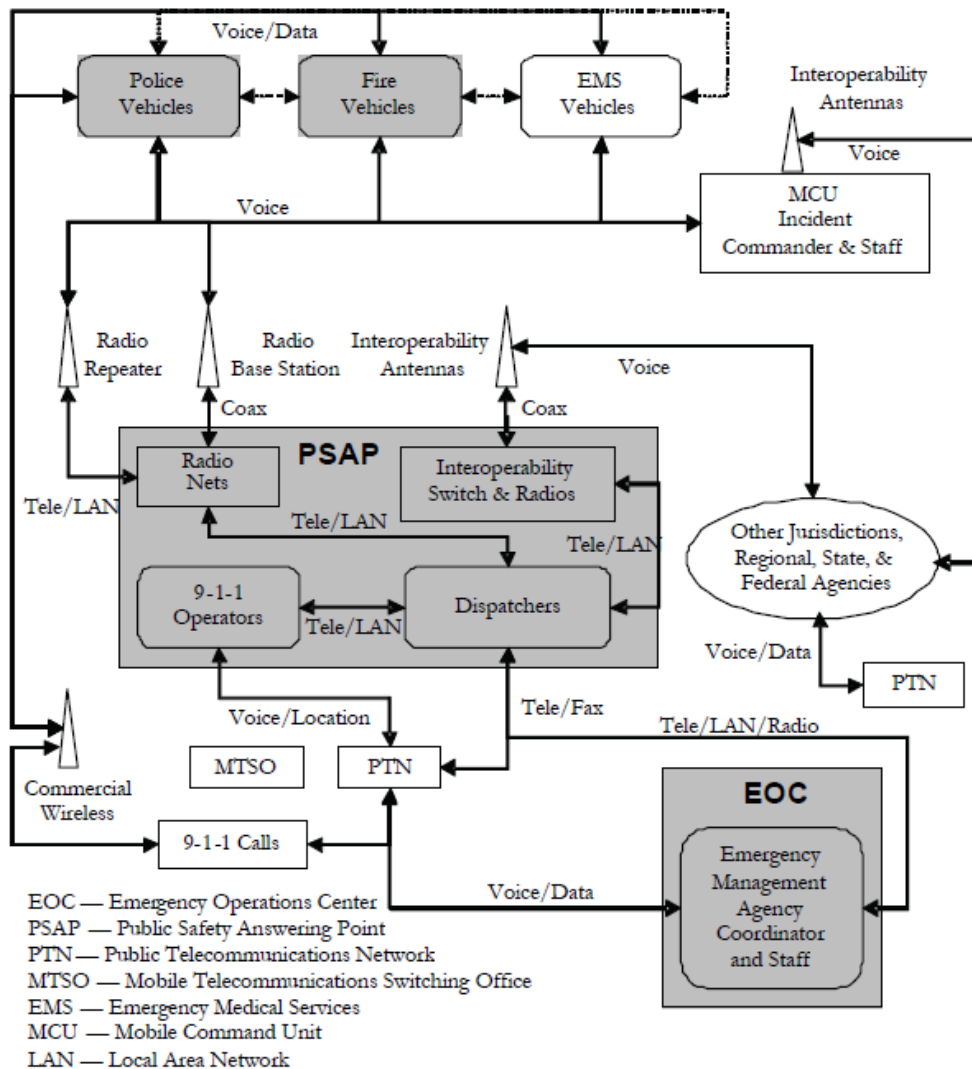 Voice/Data
Police
Vehicles
Fire
Vehicles
EMS
Vehicles
Interoperability
Antennas
Voice
MCU
Incident
Commander & Staff
Voice
Radio
Repeater
Radio
Base Station
Interoperability
Antennas
Voice
Coax
Coax
PSAP
Radio
Nets
Interoperability
Switch & Radios
Tele/LAN
Tele/LAN
Tele/LAN
Other Jurisdictions,
Regional, State, &
Federal Agencies
9-1-1
Operators
Tele/LAN
Dispatchers
Voice/Data
PTN
Voice/Location
Tele/Fax
Tele/LAN/Radio
MTSO
PTN
Commercial
Wireless
9-1-1 Calls
EOC
Emergency
Management
Agency
Coordinator
and Staff
Voice/Data
EOC — Emergency Operations Center
PSAP — Public Safety Answering Point
PTN — Public Telecommunications Network
MTSO — Mobile Telecommunications Switching Office
EMS — Emergency Medical Services
MCU — Mobile Command Unit
LAN — Local Area Network